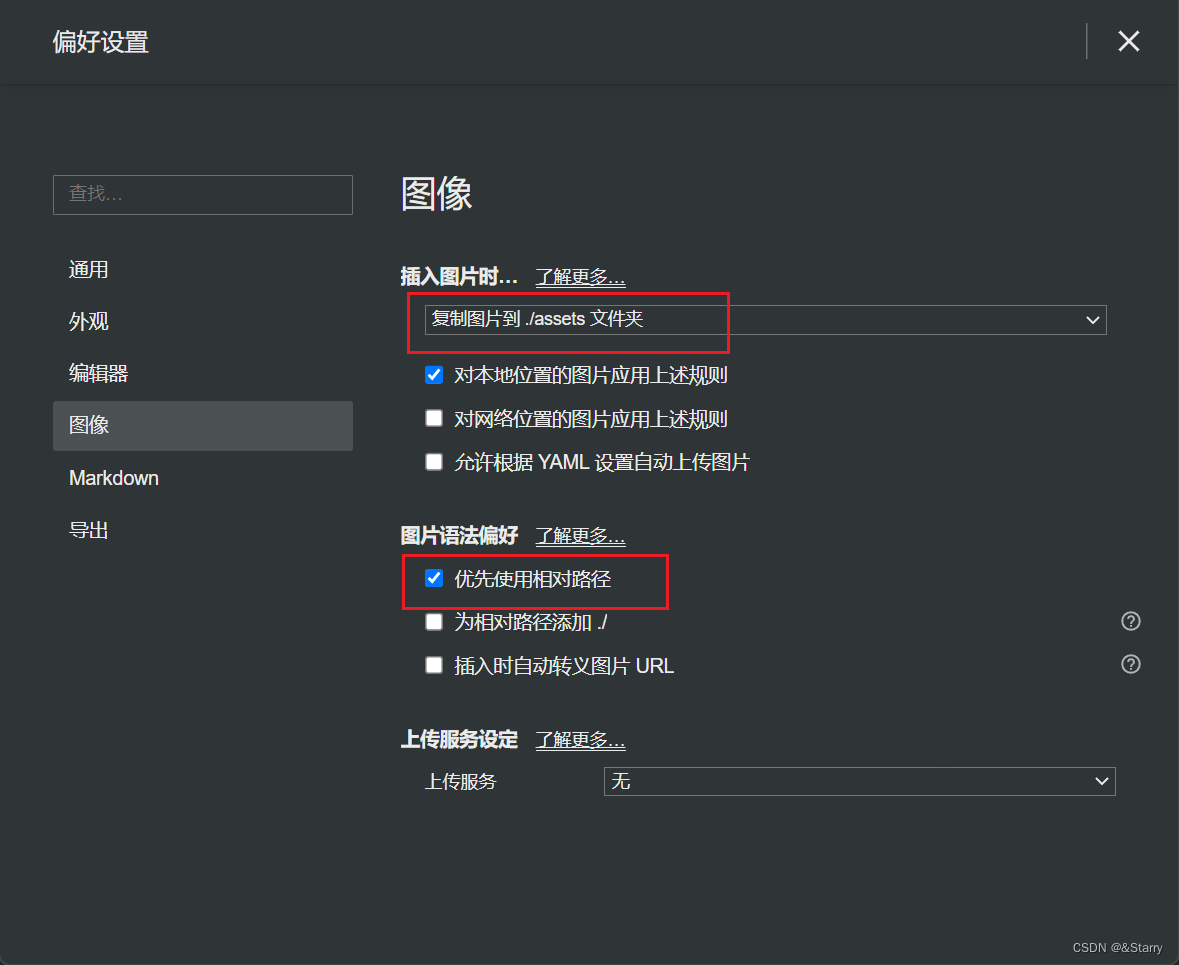 偏好设置
查找…
通用
外观
编辑器
图像
Markdown
导出
图像
插入图片时… 了解更多…
复制图片到 ./assets 文件夹
对本地位置的图片应用上述规则
对网络位置的图片应用上述规则
允许根据 YAML 设置自动上传图片
图片语法偏好 了解更多…
优先使用相对路径
为相对路径添加 ./
插入时自动转义图片 URL
上传服务设定 了解更多…
上传服务 无
CSDN @&Starry